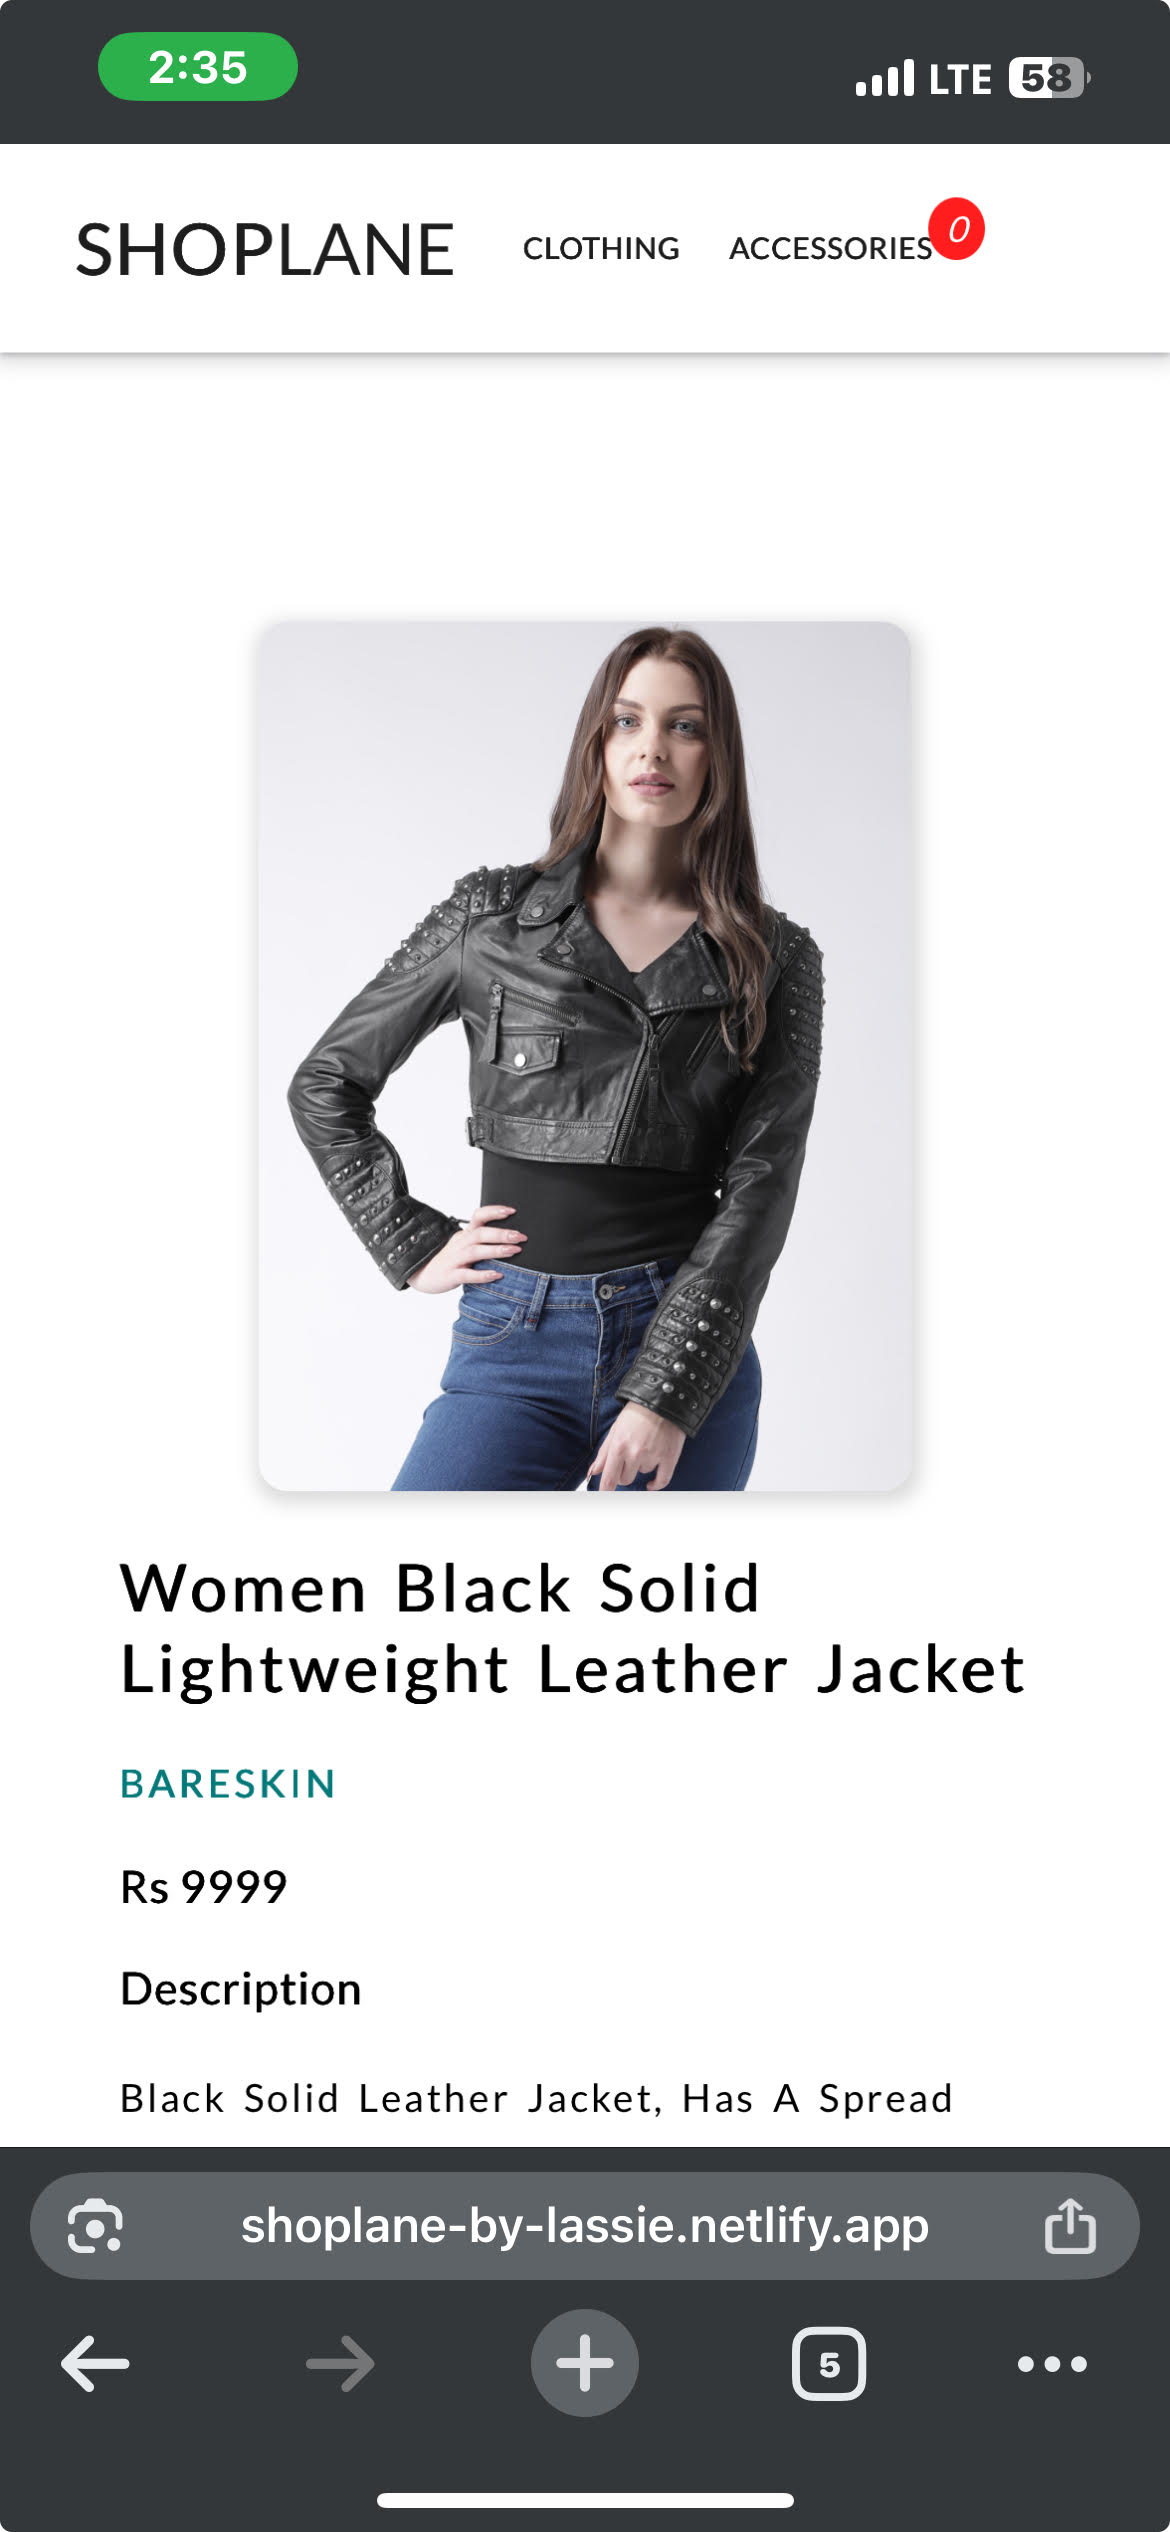 2:35
LTE 58
SHOPLANE CLOTHING ACCESSORIES 0
Women Black Solid
Lightweight Leather Jacket
BARESKIN
Rs 9999
Description
Black Solid Leather Jacket, Has A Spread
shoplane-by-lassie.netlify.app
5